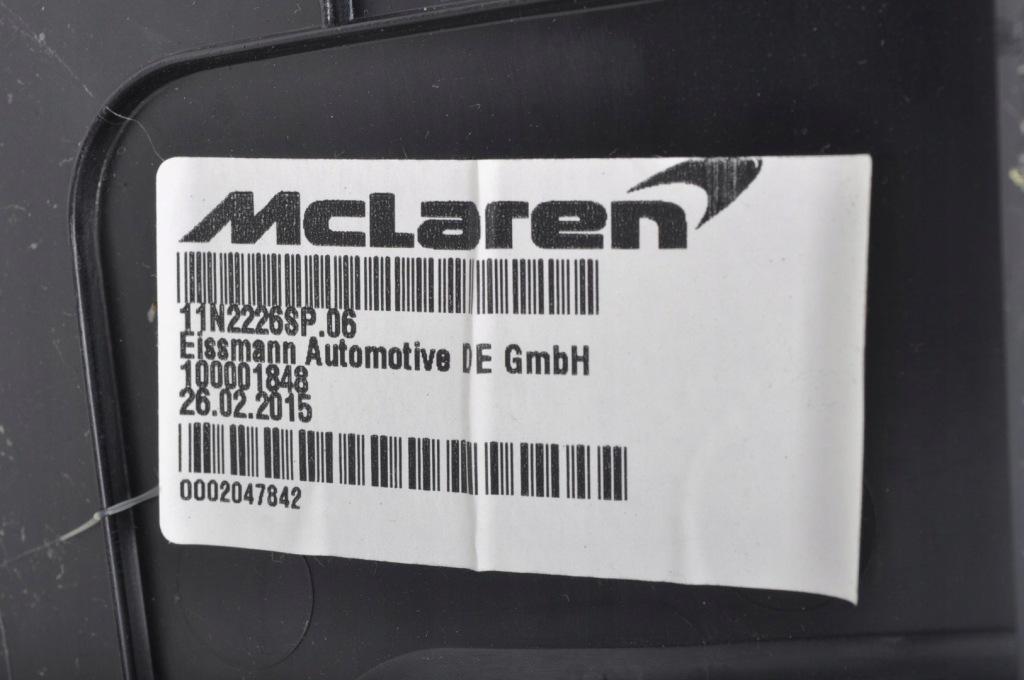 McLaren
11N2226SP.06
Eissmann Automotive DE GmbH
100001848
26.02.2015
0002047842